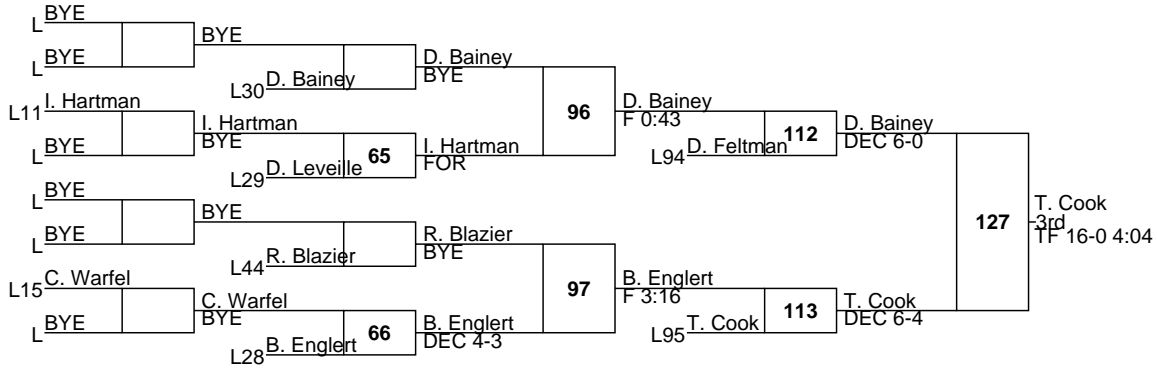 L BYE
BYE
L BYE
L30 D. Bainey
D. Bainey
BYE
L11 I. Hartman
I. Hartman
BYE
L BYE
65
L29 D. Leveille
I. Hartman
FOR
96
D. Bainey
F 0:43
L94 D. Feltman
112
D. Bainey
DEC 6-0
L BYE
BYE
L BYE
L44 R. Blazier
R. Blazier
BYE
L15 C. Warfel
C. Warfel
BYE
L BYE
66
L28 B. Englert
B. Englert
DEC 4-3
97
B. Englert
F 3:16
L95 T. Cook
113
T. Cook
DEC 6-4
127
T. Cook
3rd
TF 16-0 4:04